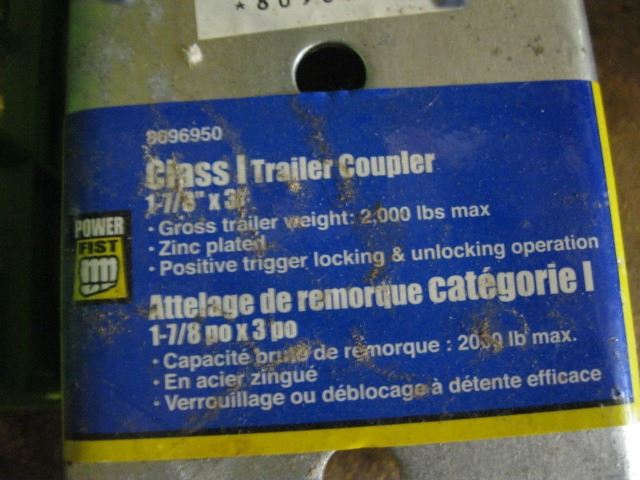 8096950
Class I Trailer Coupler
1-7/8" x 3"
• Gross trailer weight: 2,000 lbs max
• Zinc plated
• Positive trigger locking & unlocking operation
POWER
FIST
Attelage de remorque catégorie I
1-7/8 po x 3 po
• Capacité brute de remorque : 2000 lb max.
• En acier zingué
• Verrouillage ou déblocage à détente efficace